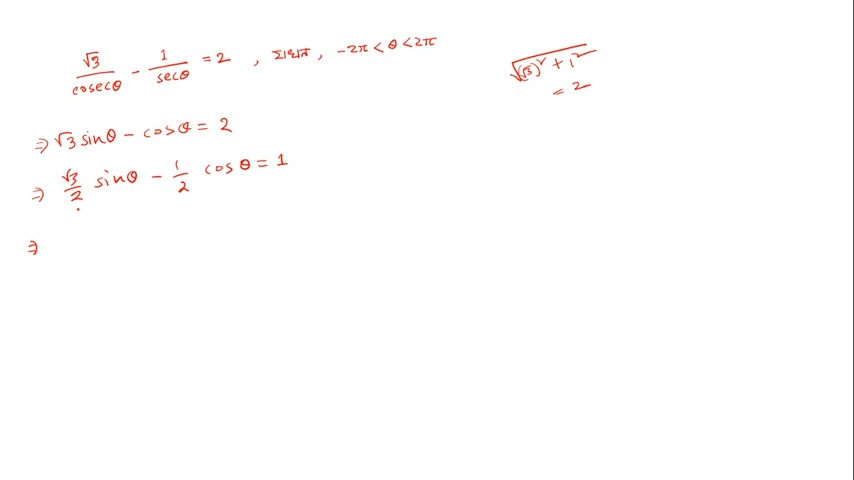 √3/cosecθ - 1/secθ = 2 , যখন, -2π < θ < 2π
√(√3)² + 1²
= 2
⇒ √3 sinθ - cosθ = 2
⇒ √3/2 sinθ - 1/2 cosθ = 1
⇒